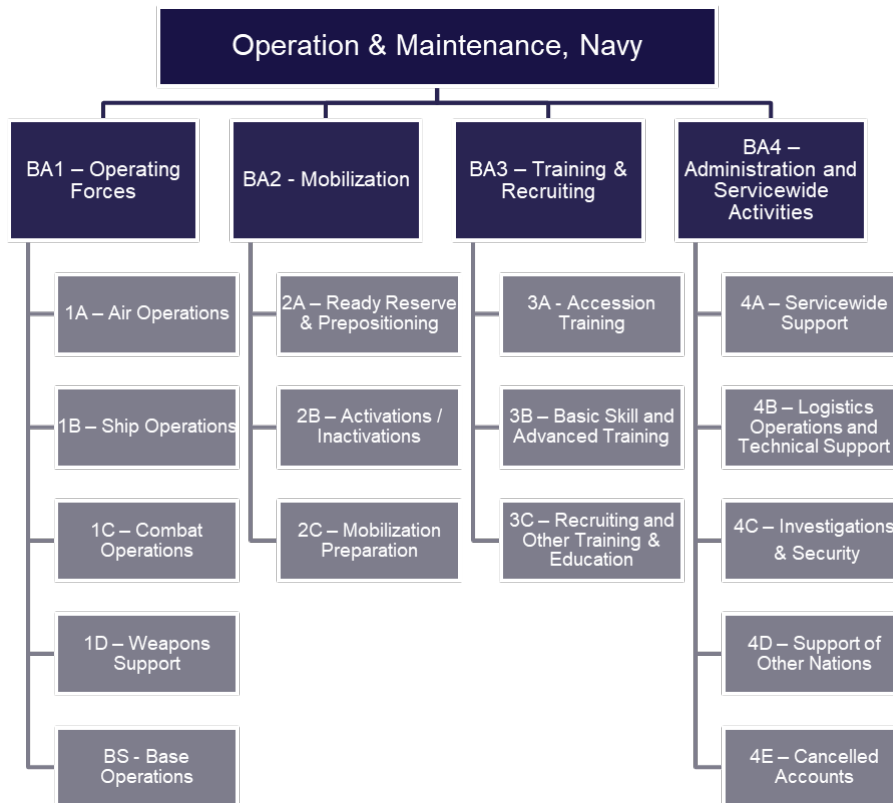 Operation & Maintenance, Navy
BA1 – Operating
Forces
1A – Air Operations
1B – Ship Operations
1C – Combat
Operations
1D – Weapons
Support
BS - Base
Operations
BA2 - Mobilization
2A – Ready Reserve
& Prepositioning
2B – Activations /
Inactivations
2C – Mobilization
Preparation
BA3 – Training &
Recruiting
3A - Accession
Training
3B – Basic Skill and
Advanced Training
3C – Recruiting and
Other Training &
Education
BA4 –
Administration and
Servicewide
Activities
4A – Servicewide
Support
4B – Logistics
Operations and
Technical Support
4C – Investigations
& Security
4D – Support of
Other Nations
4E – Cancelled
Accounts